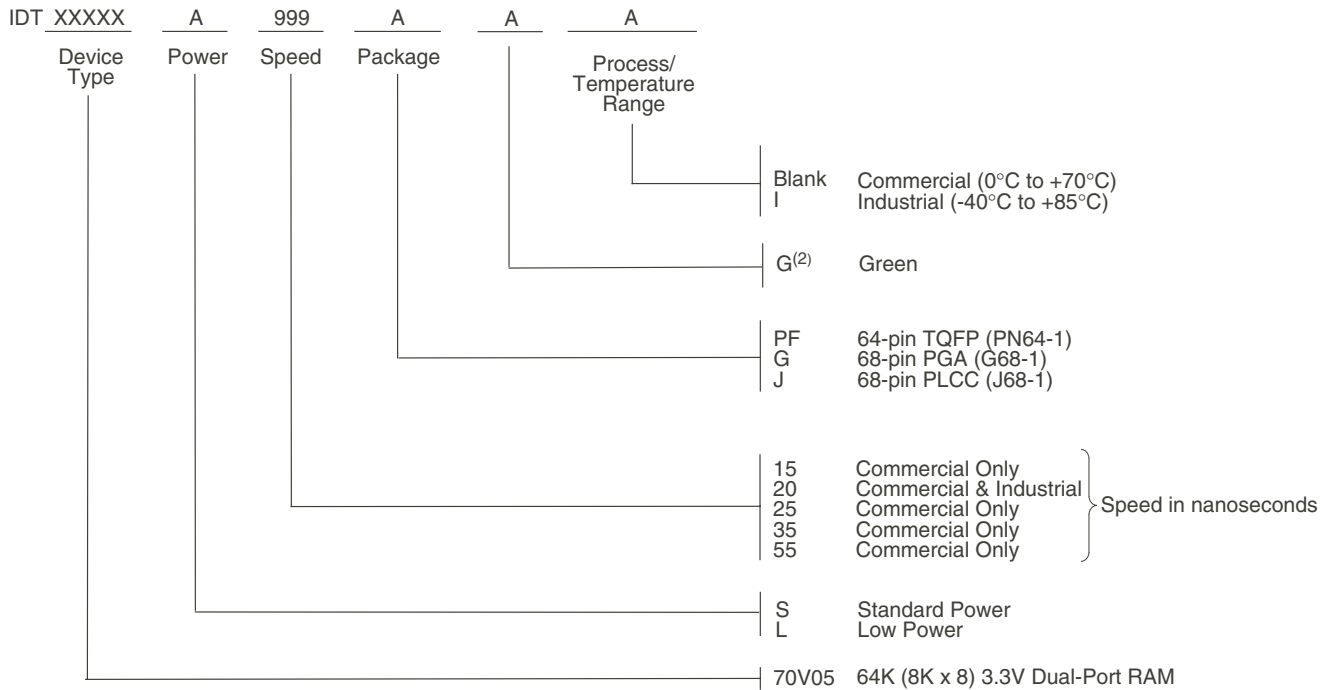 IDT XXXXX A 999 A A A
Device Type Power Speed Package Process/ Temperature Range
Blank Commercial (0°C to +70°C)
I Industrial (-40°C to +85°C)
G(2) Green
PF 64-pin TQFP (PN64-1)
G 68-pin PGA (G68-1)
J 68-pin PLCC (J68-1)
15 Commercial Only
20 Commercial & Industrial
25 Commercial Only
35 Commercial Only
55 Commercial Only
Speed in nanoseconds
S Standard Power
L Low Power
70V05 64K (8K x 8) 3.3V Dual-Port RAM